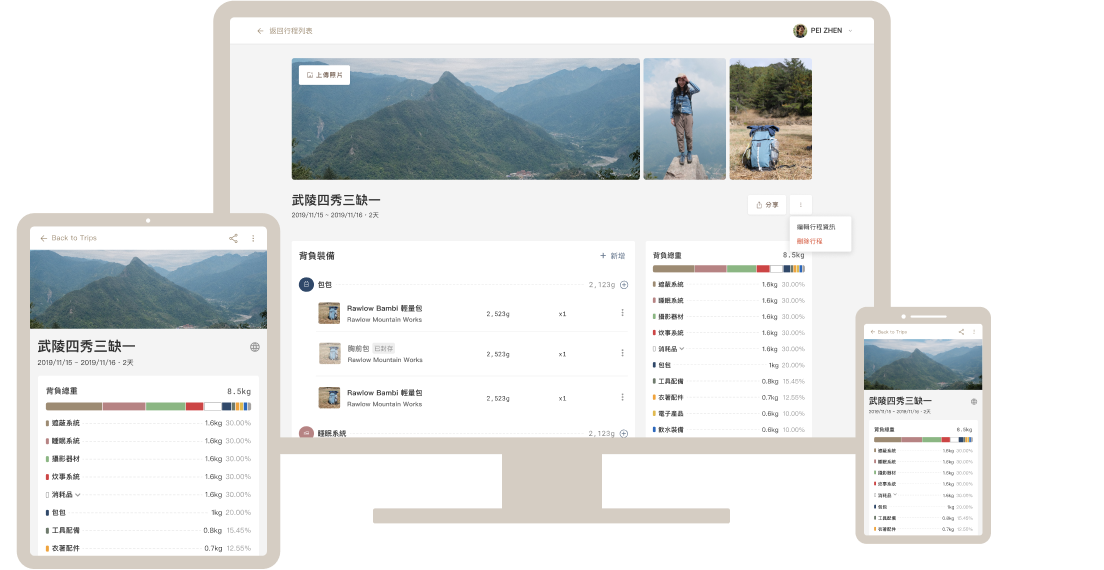 返回行程列表
PEI ZHEN
上傳照片
武陵四秀三缺一
2019/11/15 ~ 2019/11/16 · 2天
分享
編輯行程資訊
刪除行程
背負裝備
新增
包包 2,123g
Rawlow Bambi 輕量包
Rawlow Mountain Works
2,523g x1
胸前包 已封存
Rawlow Mountain Works
2,523g x1
Rawlow Bambi 輕量包
Rawlow Mountain Works
2,523g x1
睡眠系統 2,123g
背負總重 8.5kg
遮蔽系統 1.6kg 30.00%
睡眠系統 1.6kg 30.00%
攝影器材 1.6kg 30.00%
炊事系統 1.6kg 30.00%
消耗品 1.6kg 30.00%
包包 1kg 20.00%
工具配備 0.8kg 15.45%
衣著配件 0.7kg 12.55%
電子產品 0.6kg 10.00%
飲水裝備 0.6kg 10.00%
Back to Trips
武陵四秀三缺一
2019/11/15 ~ 2019/11/16 · 2天
背負總重 8.5kg
遮蔽系統 1.6kg 30.00%
睡眠系統 1.6kg 30.00%
攝影器材 1.6kg 30.00%
炊事系統 1.6kg 30.00%
消耗品 1.6kg 30.00%
包包 1kg 20.00%
工具配備 0.8kg 15.45%
衣著配件 0.7kg 12.55%
Back to Trips
武陵四秀三缺一
2019/11/15 ~ 2019/11/16 · 2天
背負總重 8.5kg
遮蔽系統 1.6kg 30.00%
睡眠系統 1.6kg 30.00%
攝影器材 1.6kg 30.00%
炊事系統 1.6kg 30.00%
消耗品 1.6kg 30.00%
包包 1kg 20.00%
工具配備 0.8kg 15.45%
衣著配件 0.7kg 12.55%